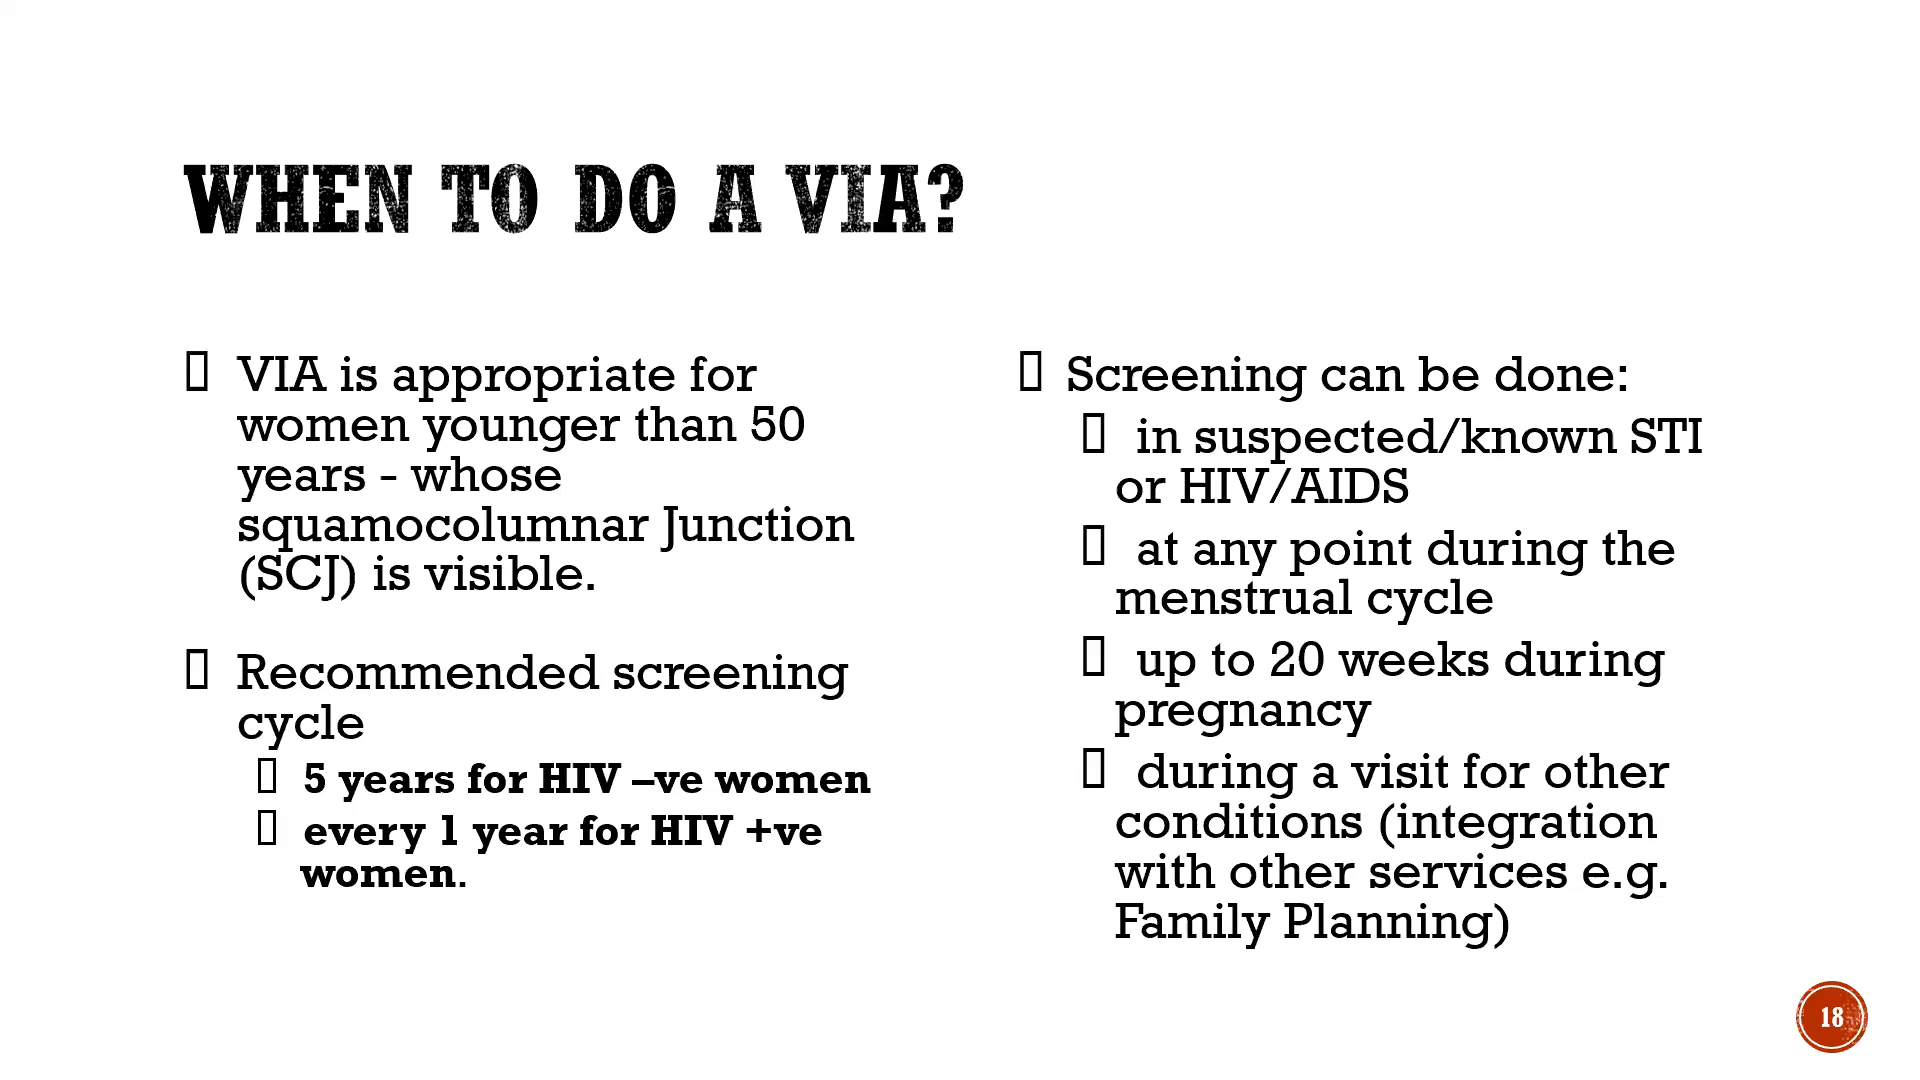 WHEN TO DO A VIA?
VIA is appropriate for
women younger than 50
years - whose
squamocolumnar Junction
(SCJ) is visible.
Recommended screening
cycle
5 years for HIV –ve women
every 1 year for HIV +ve
women.
Screening can be done:
in suspected/known STI
or HIV/AIDS
at any point during the
menstrual cycle
up to 20 weeks during
pregnancy
during a visit for other
conditions (integration
with other services e.g.
Family Planning)
18